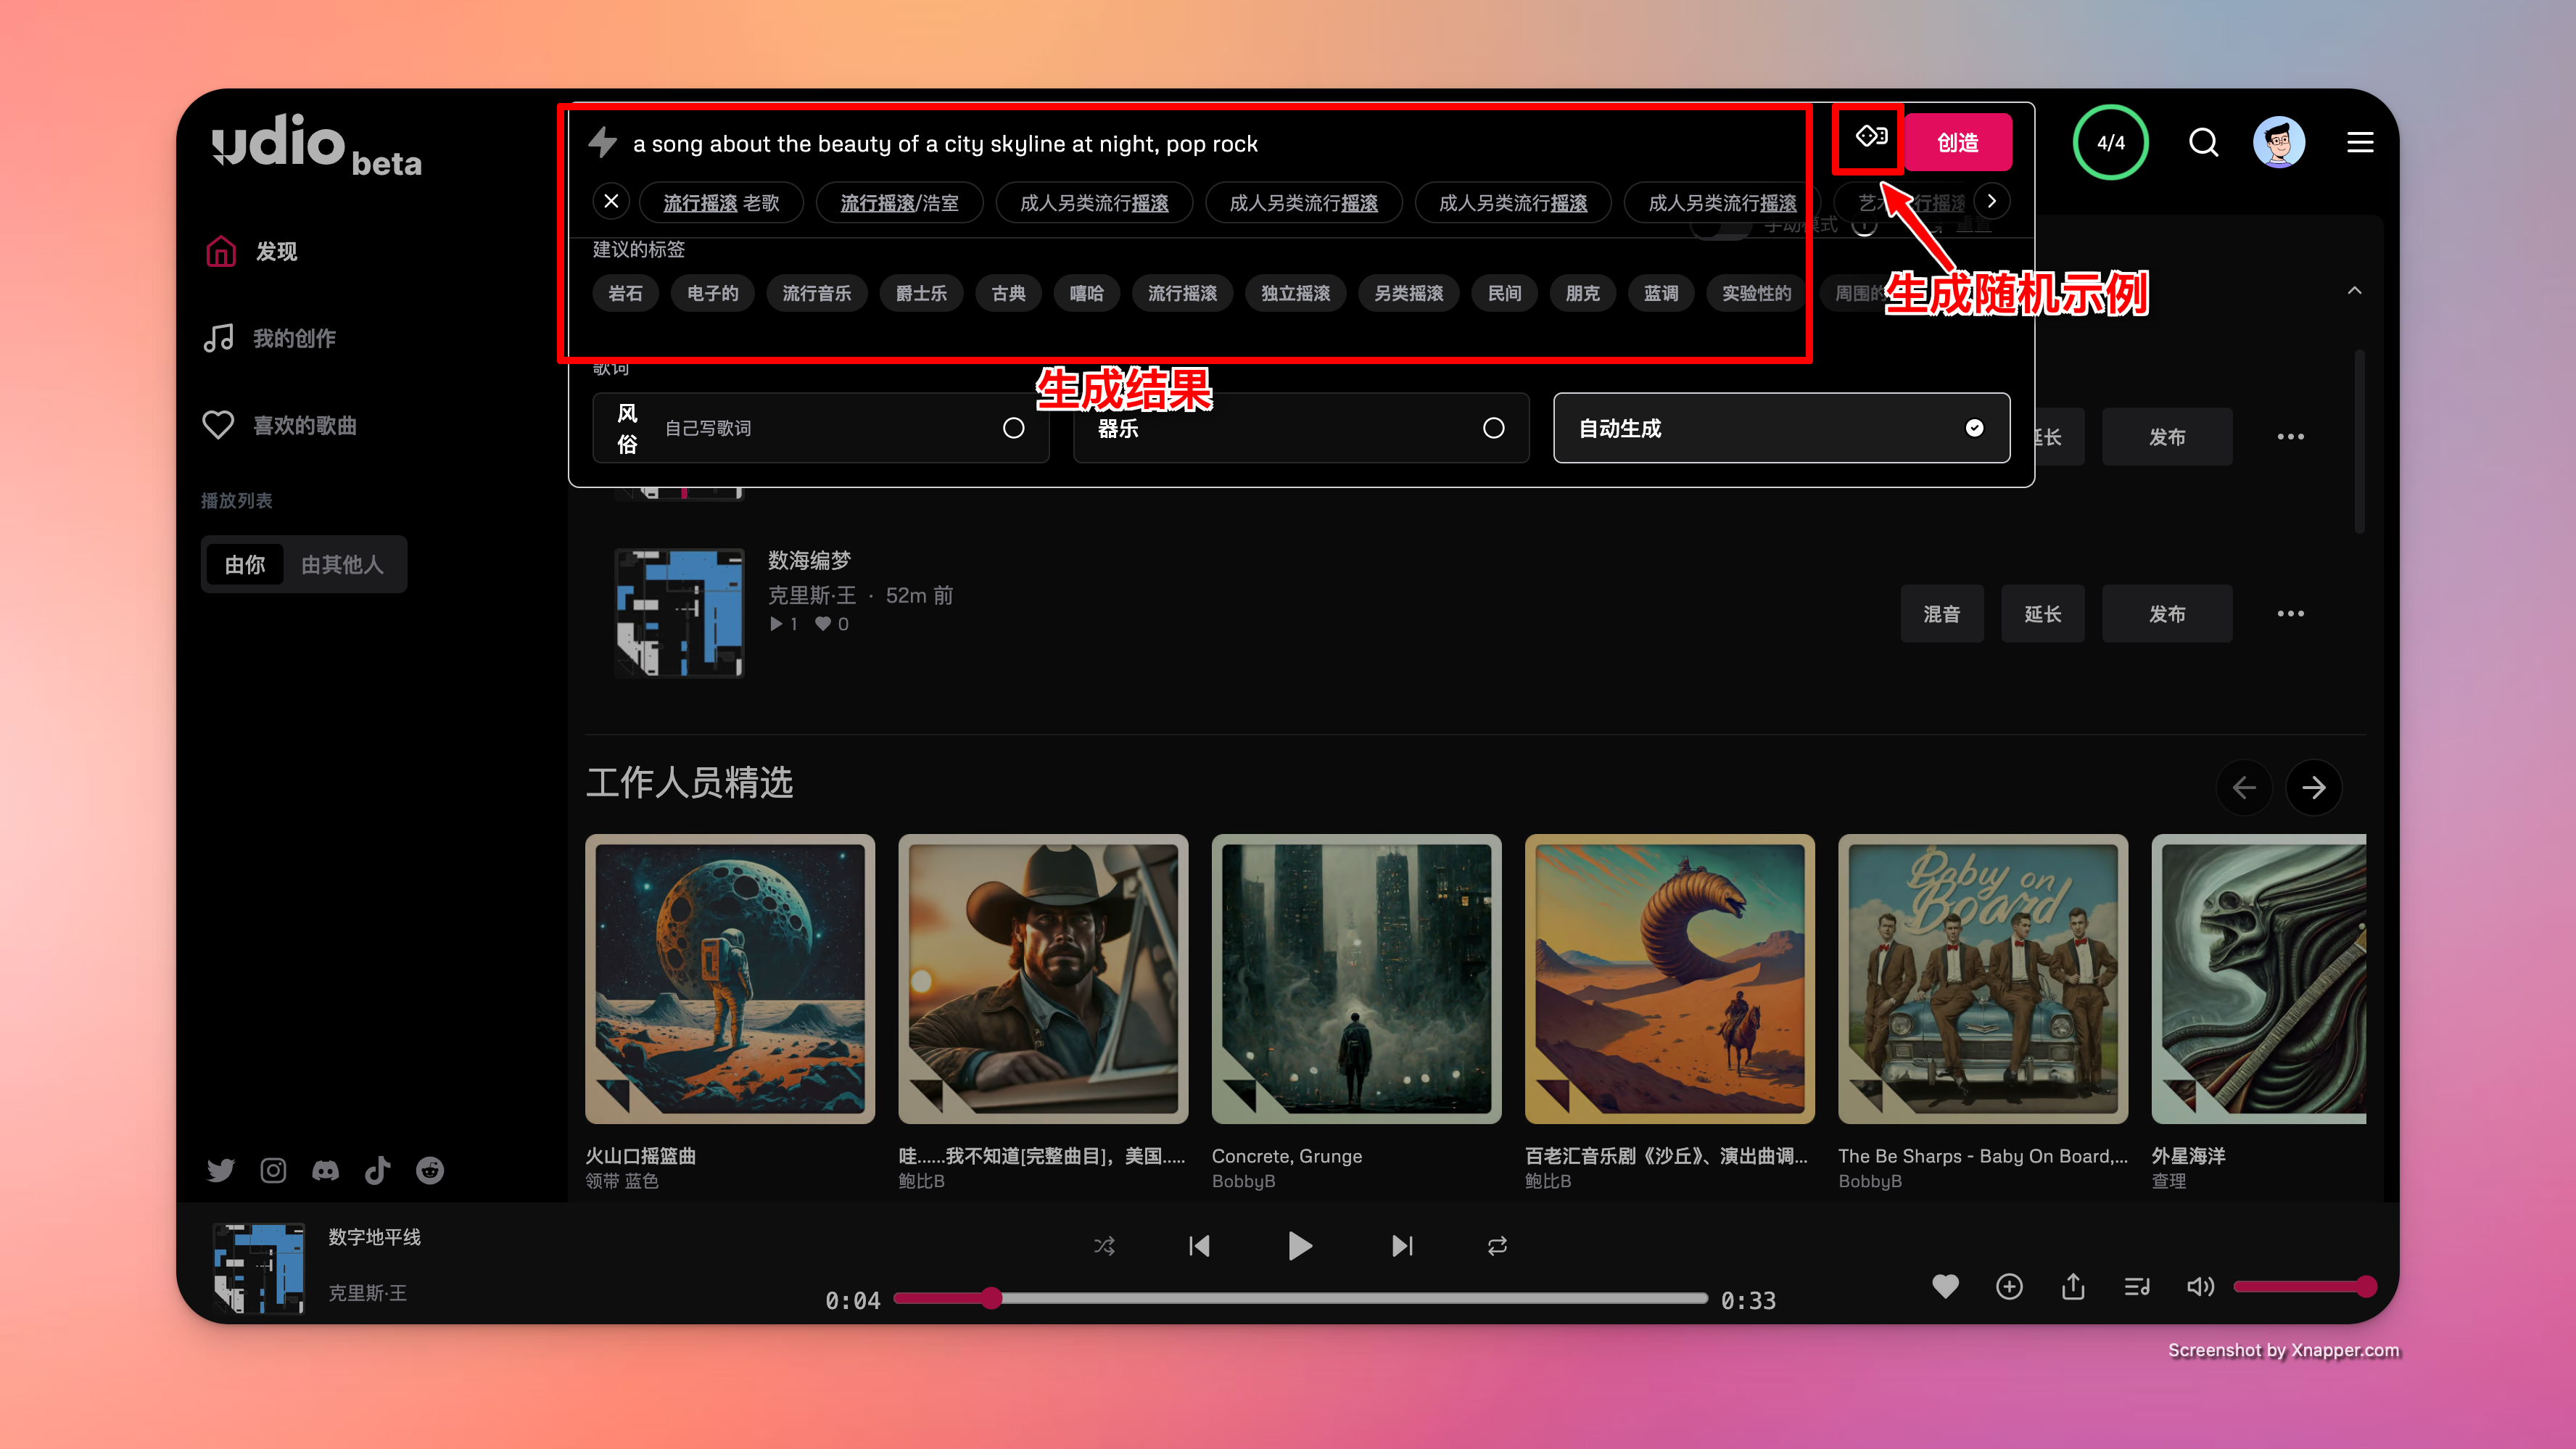 udio beta
a song about the beauty of a city skyline at night, pop rock
创造
4/4
流行摇滚 老歌
流行摇滚/浩室
成人另类流行摇滚
成人另类流行摇滚
成人另类流行摇滚
成人另类流行摇滚
手动模式
建议的标签
岩石
电子的
流行音乐
爵士乐
古典
嘻哈
流行摇滚
独立摇滚
另类摇滚
民间
朋克
蓝调
实验性的
周围的
生成随机示例
生成结果
歌词
风俗
自己写歌词
器乐
自动生成
发现
我的创作
喜欢的歌曲
播放列表
由你
由其他人
延长
发布
数海编梦
克里斯·王 · 52m 前
1
0
混音
延长
发布
工作人员精选
Baby on Board
火山口摇篮曲
领带 蓝色
哇……我不知道[完整曲目]，美国……
鲍比B
Concrete, Grunge
BobbyB
百老汇音乐剧《沙丘》、演出曲调...
鲍比B
The Be Sharps - Baby On Board,...
BobbyB
外星海洋
查理
数字地平线
克里斯·王
0:04
0:33
Screenshot by Xnapper.com